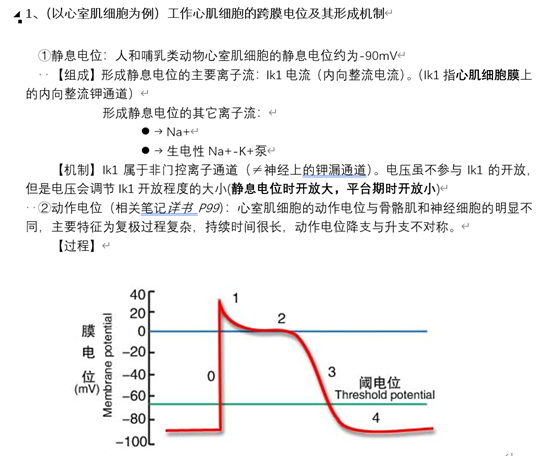 1、（以心室肌细胞为例）工作心肌细胞的跨膜电位及其形成机制
①静息电位：人和哺乳类动物心室肌细胞的静息电位约为-90mV
【组成】形成静息电位的主要离子流：Ik1 电流（内向整流电流）。（Ik1 指心肌细胞膜上
的内向整流钾通道）
形成静息电位的其它离子流：
● → Na+
● → 生电性 Na+-K+泵
【机制】Ik1 属于非门控离子通道（≠神经上的钾漏通道）。电压虽不参与 Ik1 的开放，
但是电压会调节 Ik1 开放程度的大小(静息电位时开放大，平台期时开放小)
②动作电位（相关笔记详书 P99）：心室肌细胞的动作电位与骨骼肌和神经细胞的明显不
同，主要特征为复极过程复杂，持续时间很长，动作电位降支与升支不对称。
【过程】
膜电位
(mV)
Membrane potential
40
20
0
−20
−40
−60
−80
−100
0
1
2
3
4
阈电位
Threshold potential